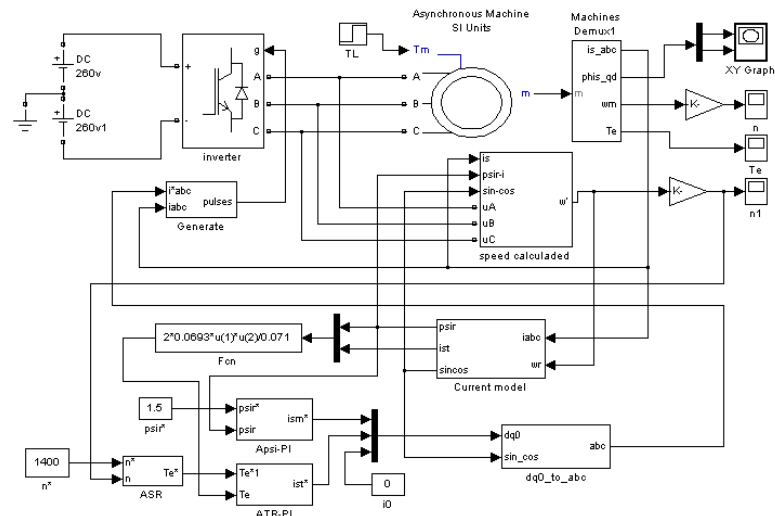 Asynchronous Machine
SI Units
Machines
Demux1
DC
260v
DC
260v1
+
-
g
A
B
C
inverter
TL
Tm
A
B
C
m
m
is_abc
phis_qd
wm
Te
XY Graph
K-
n
Te
i*abc
iabc
pulses
Generate
is
psir-i
sin-cos
uA
uB
uC
w'
speed calculaded
K-
n1
2*0.0693*u(1)*u(2)/0.071
Fcn
psir
ist
sincos
iabc
wr
Current model
1.5
psir*
psir*
psir
ism*
Apsi-PI
1400
n*
n*
n
Te*
ASR
Te*1
Te
ist*
ATR-PI
0
i0
dq0
sin_cos
abc
dq0_to_abc